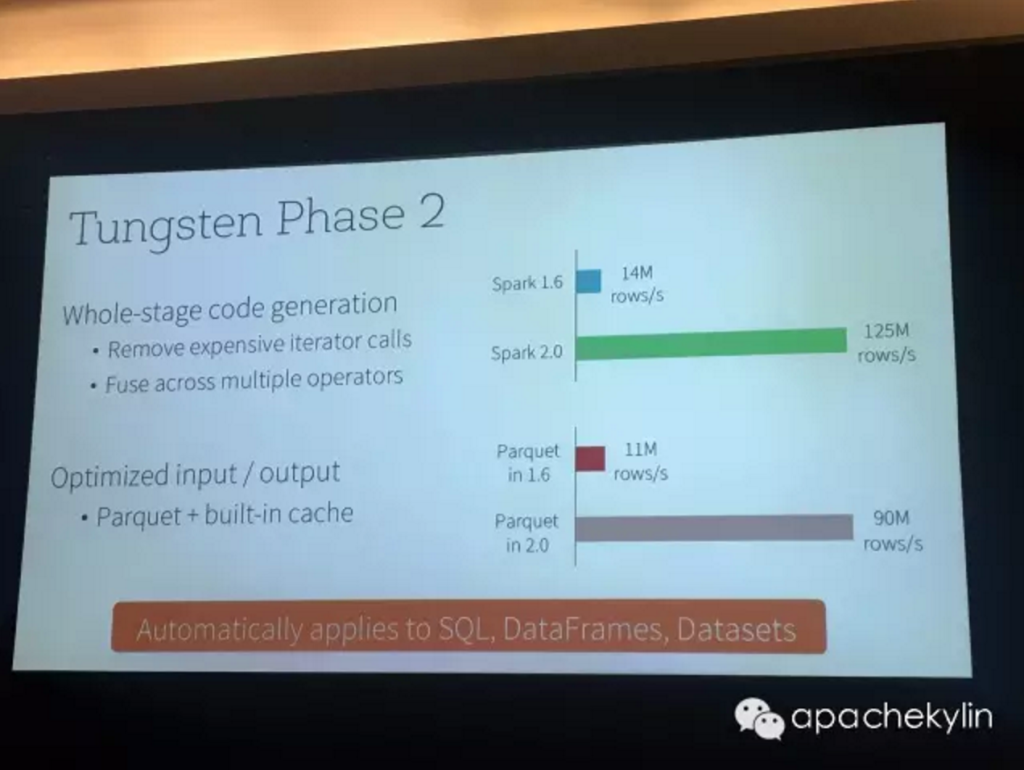 Tungsten Phase 2
Whole-stage code generation
• Remove expensive iterator calls
• Fuse across multiple operators
Optimized input / output
• Parquet + built-in cache
Spark 1.6
14M
rows/s
Spark 2.0
125M
rows/s
Parquet
in 1.6
11M
rows/s
Parquet
in 2.0
90M
rows/s
Automatically applies to SQL, DataFrames, Datasets
apachekylin